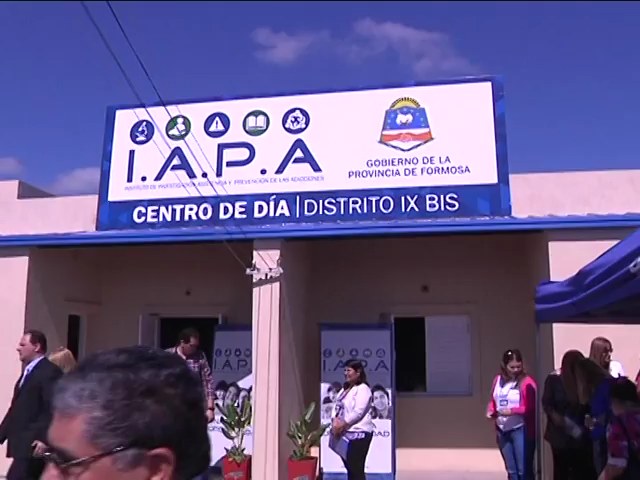 I.A.P.A
INSTITUTO DE INVESTIGACIÓN ASISTENCIA Y PREVENCIÓN DE LAS ADICCIONES
GOBIERNO DE LA
PROVINCIA DE FORMOSA
CENTRO DE DÍA | DISTRITO IX BIS
I.A.P.A
I.A.P.A